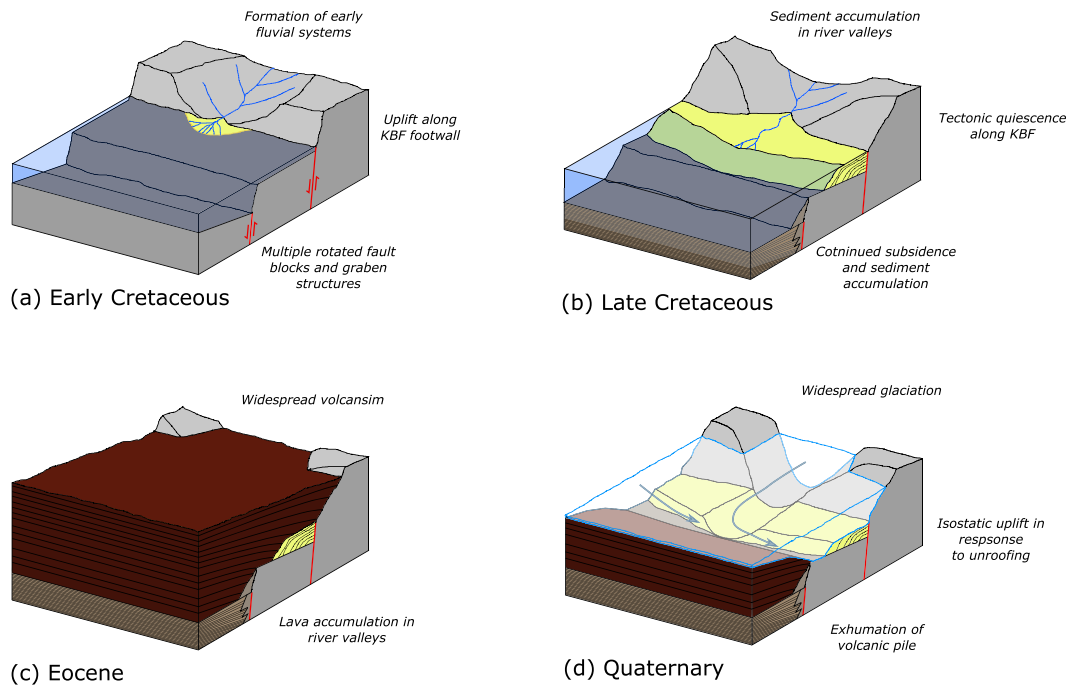 Formation of early
fluvial systems
Uplift along
KBF footwall
Multiple rotated fault
blocks and graben
structures
(a) Early Cretaceous
Sediment accumulation
in river valleys
Tectonic quiescence
along KBF
Cotninued subsidence
and sediment
accumulation
(b) Late Cretaceous
Widespread volcansim
Lava accumulation in
river valleys
(c) Eocene
Widespread glaciation
Isostatic uplift in
respsonse
to unroofing
Exhumation of
volcanic pile
(d) Quaternary